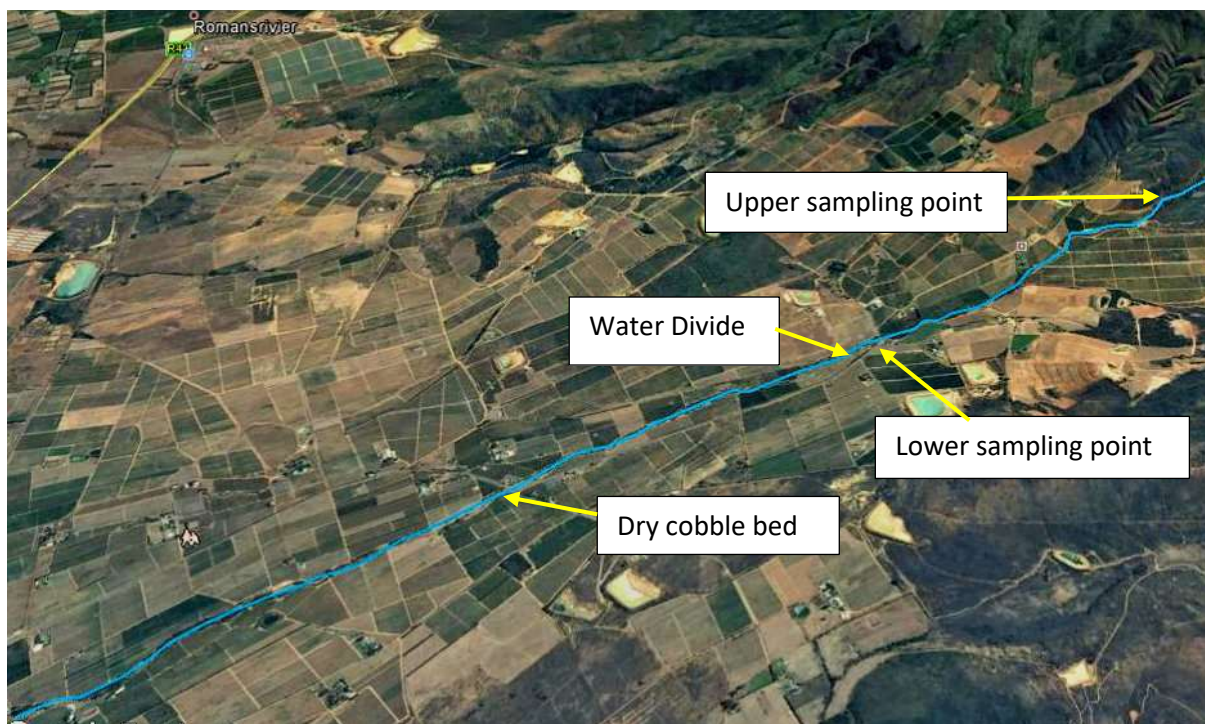 Romansrivier
R43
Upper sampling point
Water Divide
Lower sampling point
Dry cobble bed